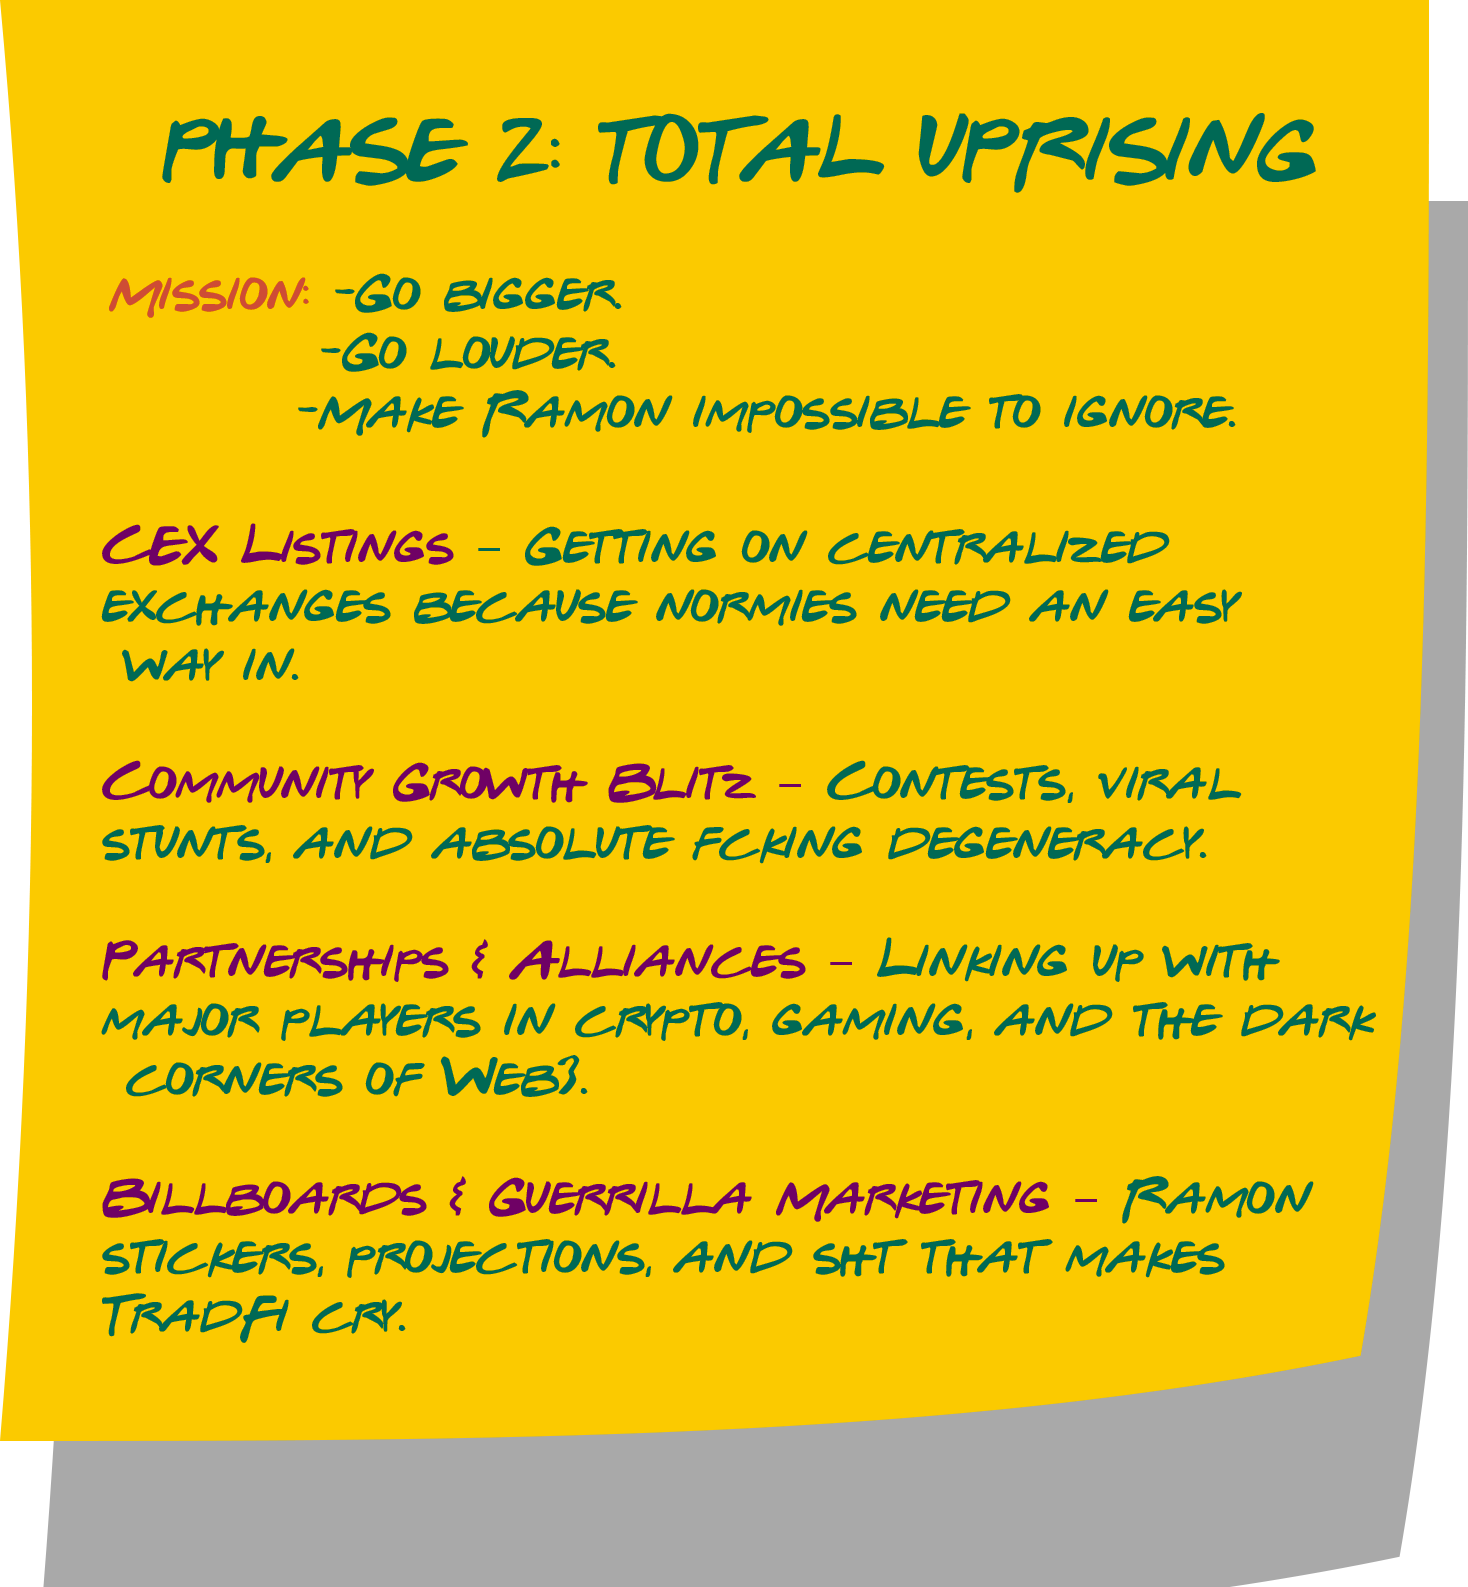 Phase 2: Total Uprising
Mission: -Go bigger.
-Go louder.
-Make Ramon impossible to ignore.
CEX Listings – Getting on centralized
exchanges because normies need an easy
way in.
Community Growth Blitz – Contests, viral
stunts, and absolute fcking degeneracy.
Partnerships & Alliances – Linking up with
major players in crypto, gaming, and the dark
corners of Web3.
Billboards & Guerrilla Marketing – Ramon
stickers, projections, and sht that makes
TradFi cry.